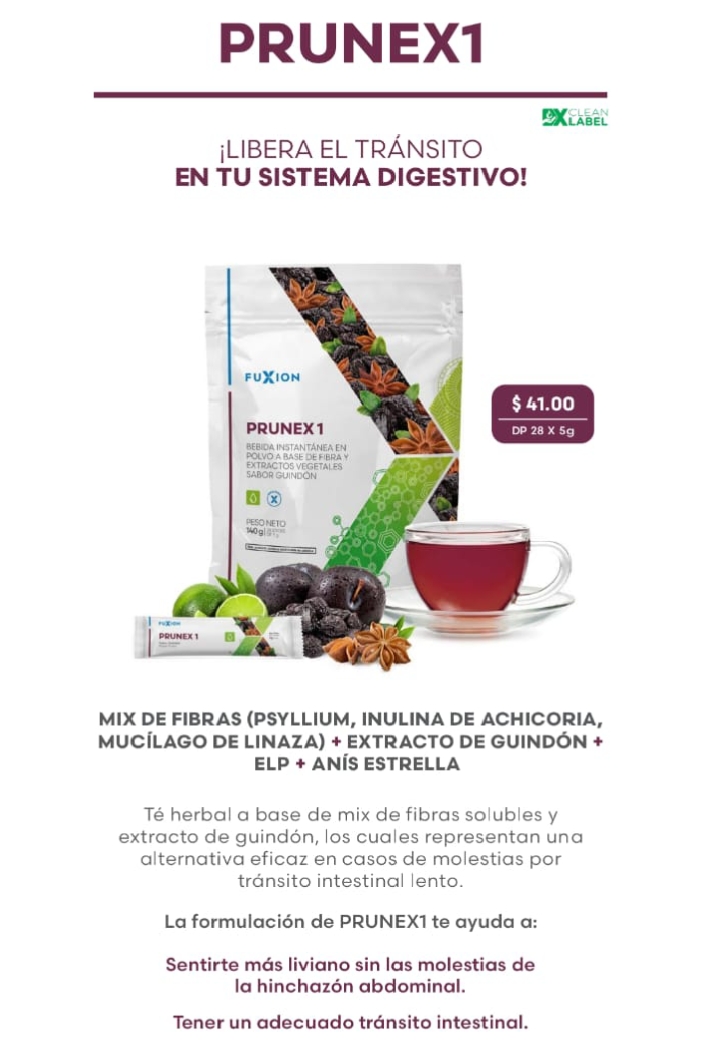 PRUNEX1
CLEAN
LABEL
¡LIBERA EL TRÁNSITO
EN TU SISTEMA DIGESTIVO!
FUXION
PRUNEX 1
BEBIDA INSTANTÁNEA EN
POLVO A BASE DE FIBRA Y
EXTRACTOS VEGETALES
SABOR GUINDÓN
PESO NETO
140g
$ 41.00
DP 28 X 5g
FUXION
PRUNEX 1
MIX DE FIBRAS (PSYLLIUM, INULINA DE ACHICORIA,
MUCÍLAGO DE LINAZA) + EXTRACTO DE GUINDÓN +
ELP + ANÍS ESTRELLA
Té herbal a base de mix de fibras solubles y
extracto de guindón, los cuales representan una
alternativa eficaz en casos de molestias por
tránsito intestinal lento.
La formulación de PRUNEX1 te ayuda a:
Sentirte más liviano sin las molestias de
la hinchazón abdominal.
Tener un adecuado tránsito intestinal.